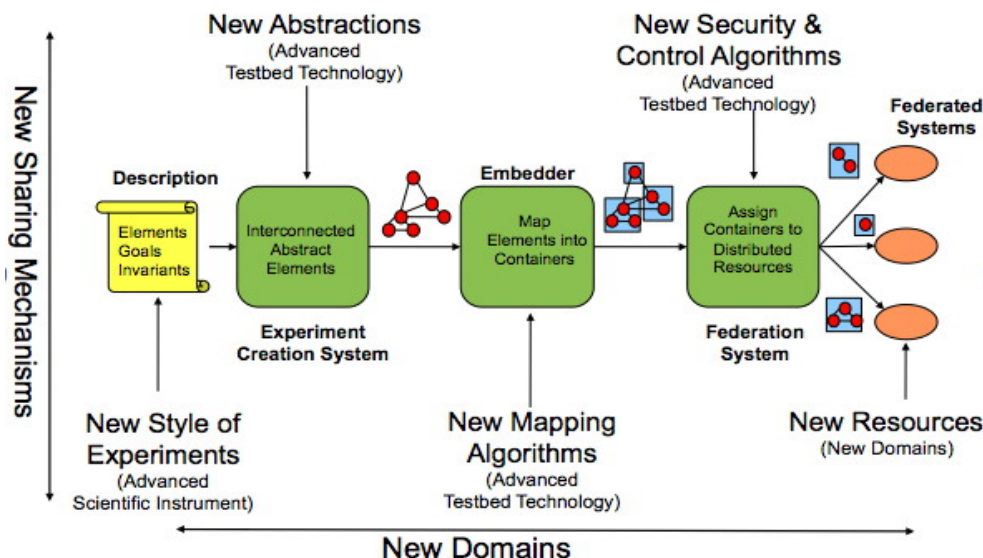 New Abstractions
(Advanced
Testbed Technology)
New Security &
Control Algorithms
(Advanced
Testbed Technology)
Federated
Systems
New Sharing Mechanisms
Description
Elements
Goals
Invariants
Interconnected
Abstract
Elements
Experiment
Creation System
Embedder
Map
Elements into
Containers
Assign
Containers to
Distributed
Resources
Federation
System
New Style of
Experiments
(Advanced
Scientific Instrument)
New Mapping
Algorithms
(Advanced
Testbed Technology)
New Resources
(New Domains)
New Domains